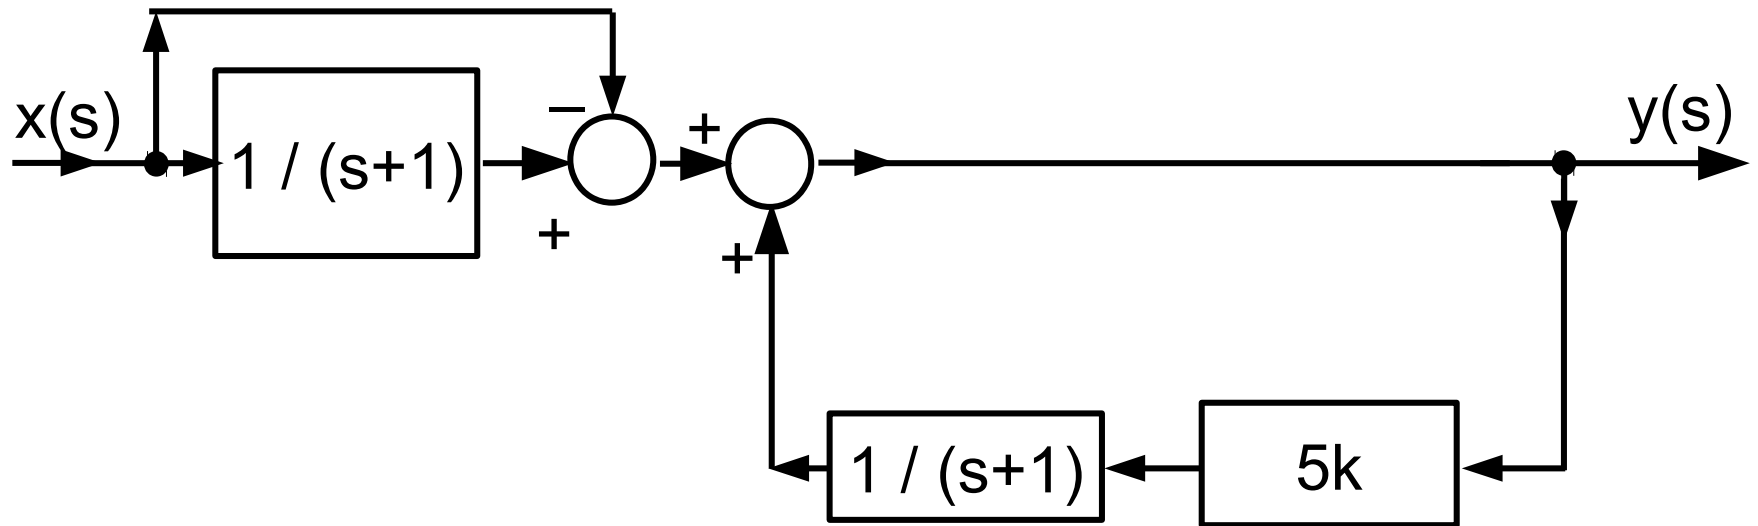 x(s)
1 / (s+1)
–
+
+
+
y(s)
1 / (s+1)
5k